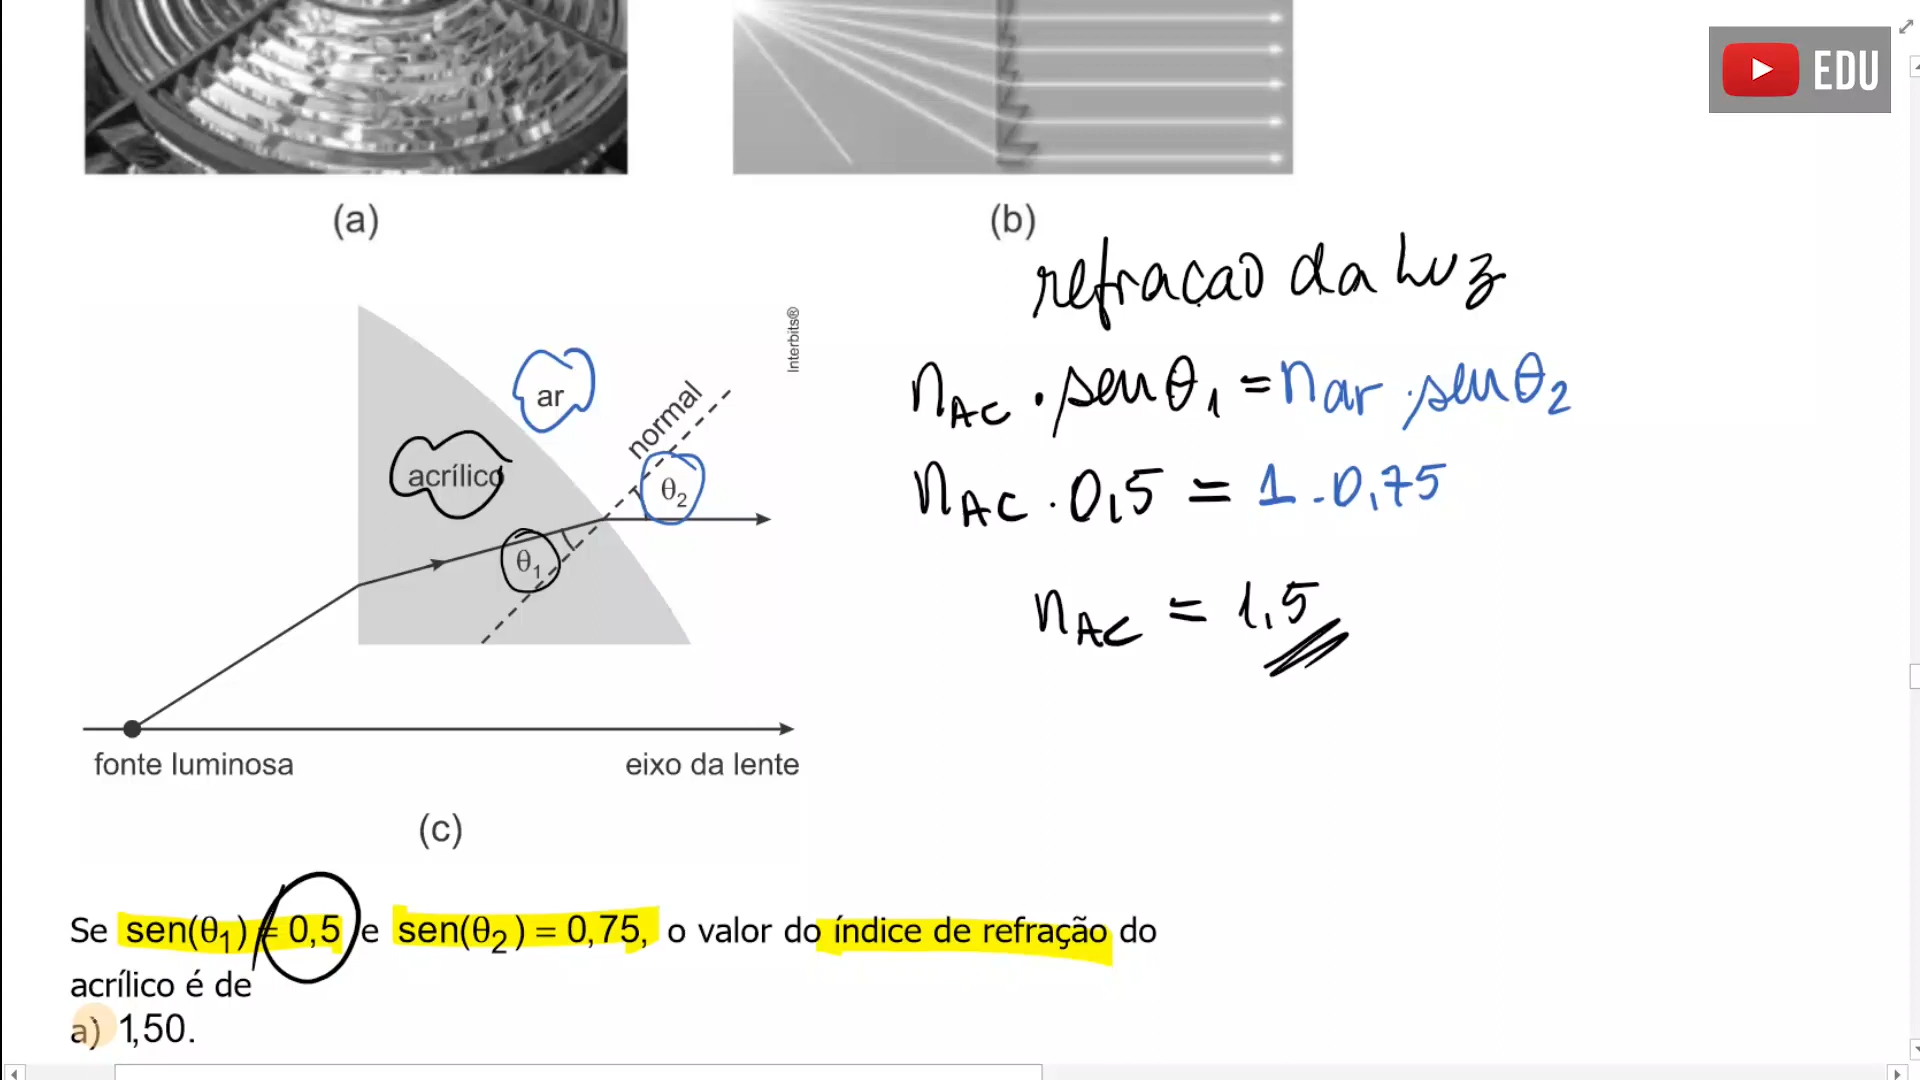 EDU
(a)
(b)
refracao da luz
Interbits®
ar
normal
acrílico
θ2
θ1
nAC . sen θ1 = nar . sen θ2
nAC . 0,5 = 1 . 0,75
nAC = 1,5
fonte luminosa
eixo da lente
(c)
Se sen(θ1) = 0,5 e sen(θ2) = 0,75, o valor do índice de refração do
acrílico é de
a) 1,50.